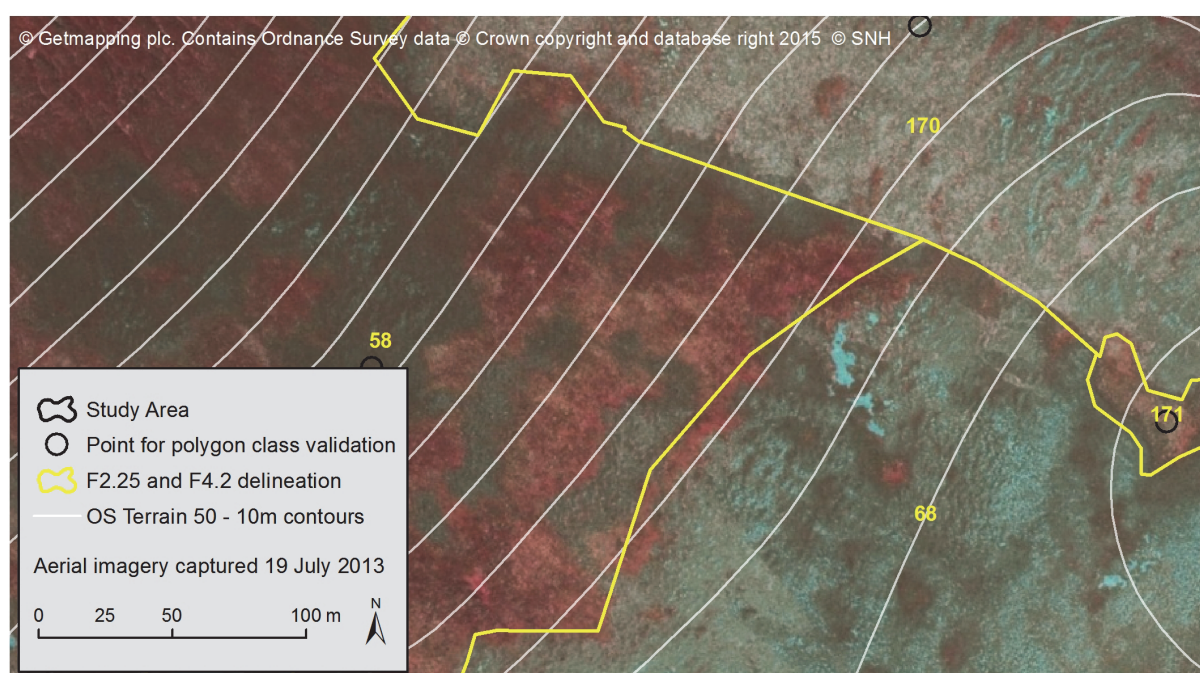 © Getmapping plc. Contains Ordnance Survey data © Crown copyright and database right 2015 © SNH
170
58
171
68
Study Area
Point for polygon class validation
F2.25 and F4.2 delineation
OS Terrain 50 - 10m contours
Aerial imagery captured 19 July 2013
0 25 50 100 m
N